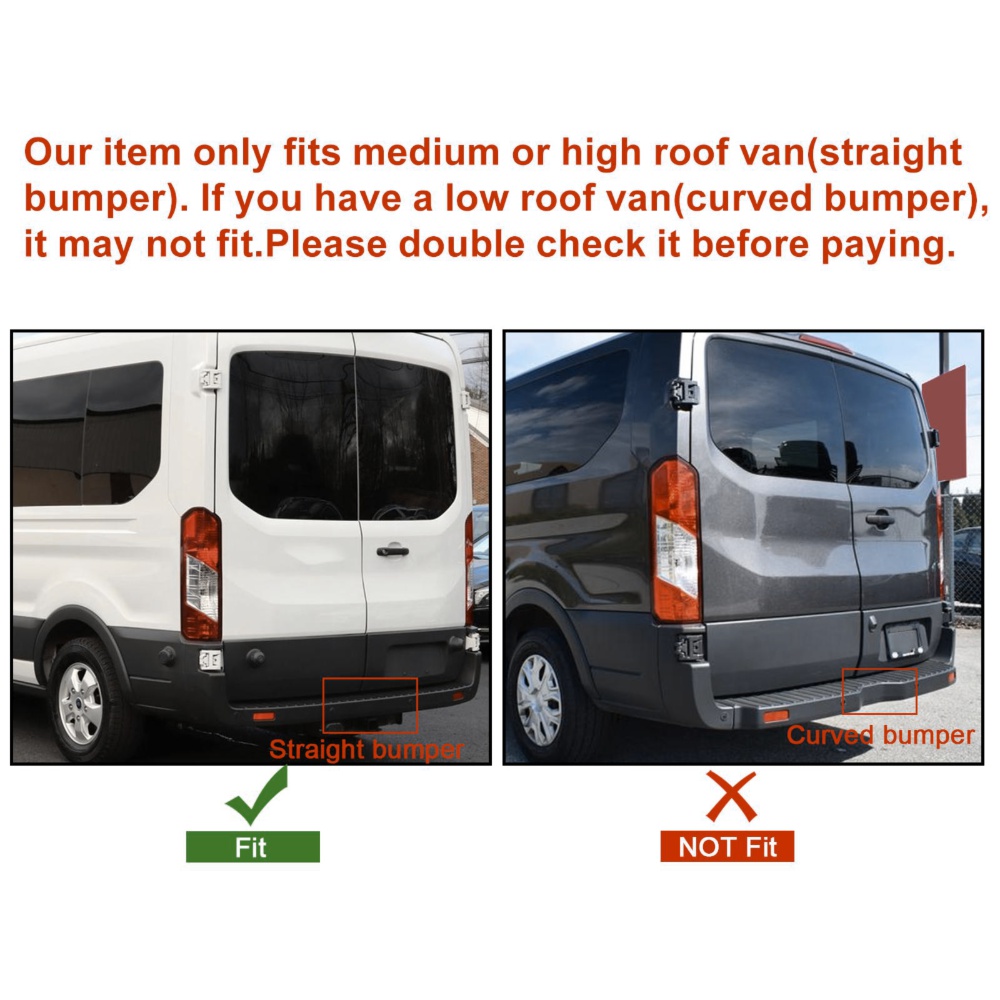 Our item only fits medium or high roof van(straight
bumper). If you have a low roof van(curved bumper),
it may not fit.Please double check it before paying.
Straight bumper
Curved bumper
Fit
NOT Fit